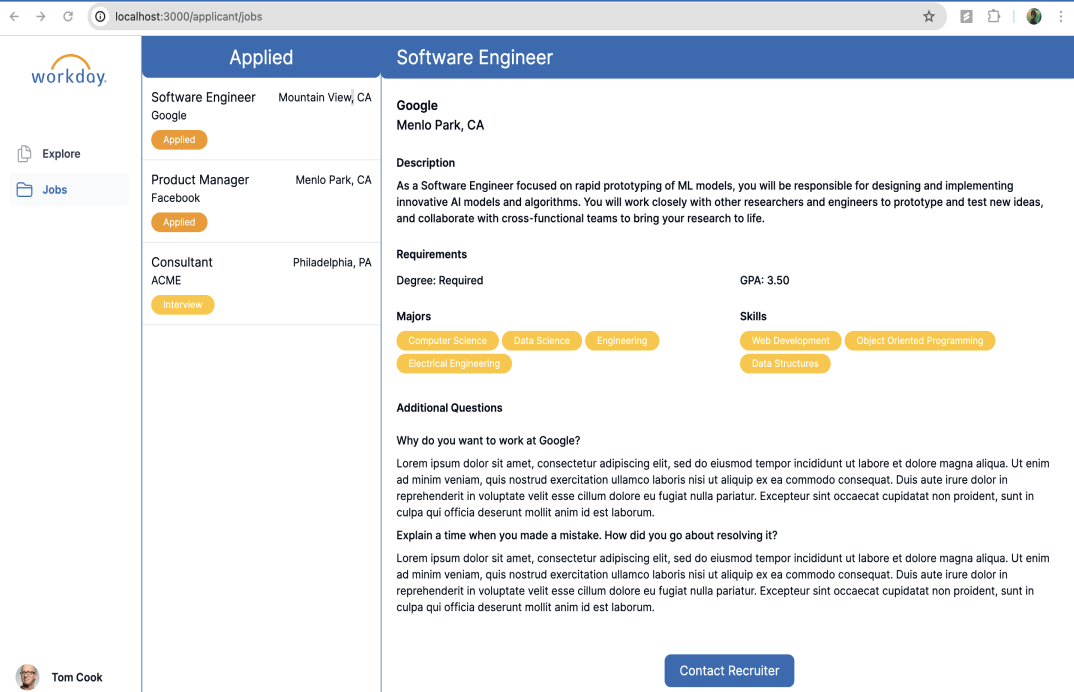 localhost:3000/applicant/jobs
workday.
Explore
Jobs
Tom Cook
Applied
Software Engineer Mountain View, CA
Google
Applied
Product Manager Menlo Park, CA
Facebook
Applied
Consultant Philadelphia, PA
ACME
Interview
Software Engineer
Google
Menlo Park, CA
Description
As a Software Engineer focused on rapid prototyping of ML models, you will be responsible for designing and implementing
innovative AI models and algorithms. You will work closely with other researchers and engineers to prototype and test new ideas,
and collaborate with cross-functional teams to bring your research to life.
Requirements
Degree: Required GPA: 3.50
Majors
Computer Science Data Science Engineering
Electrical Engineering
Skills
Web Development Object Oriented Programming
Data Structures
Additional Questions
Why do you want to work at Google?
Lorem ipsum dolor sit amet, consectetur adipiscing elit, sed do eiusmod tempor incididunt ut labore et dolore magna aliqua. Ut enim
ad minim veniam, quis nostrud exercitation ullamco laboris nisi ut aliquip ex ea commodo consequat. Duis aute irure dolor in
reprehenderit in voluptate velit esse cillum dolore eu fugiat nulla pariatur. Excepteur sint occaecat cupidatat non proident, sunt in
culpa qui officia deserunt mollit anim id est laborum.
Explain a time when you made a mistake. How did you go about resolving it?
Lorem ipsum dolor sit amet, consectetur adipiscing elit, sed do eiusmod tempor incididunt ut labore et dolore magna aliqua. Ut enim
ad minim veniam, quis nostrud exercitation ullamco laboris nisi ut aliquip ex ea commodo consequat. Duis aute irure dolor in
reprehenderit in voluptate velit esse cillum dolore eu fugiat nulla pariatur. Excepteur sint occaecat cupidatat non proident, sunt in
culpa qui officia deserunt mollit anim id est laborum.
Contact Recruiter